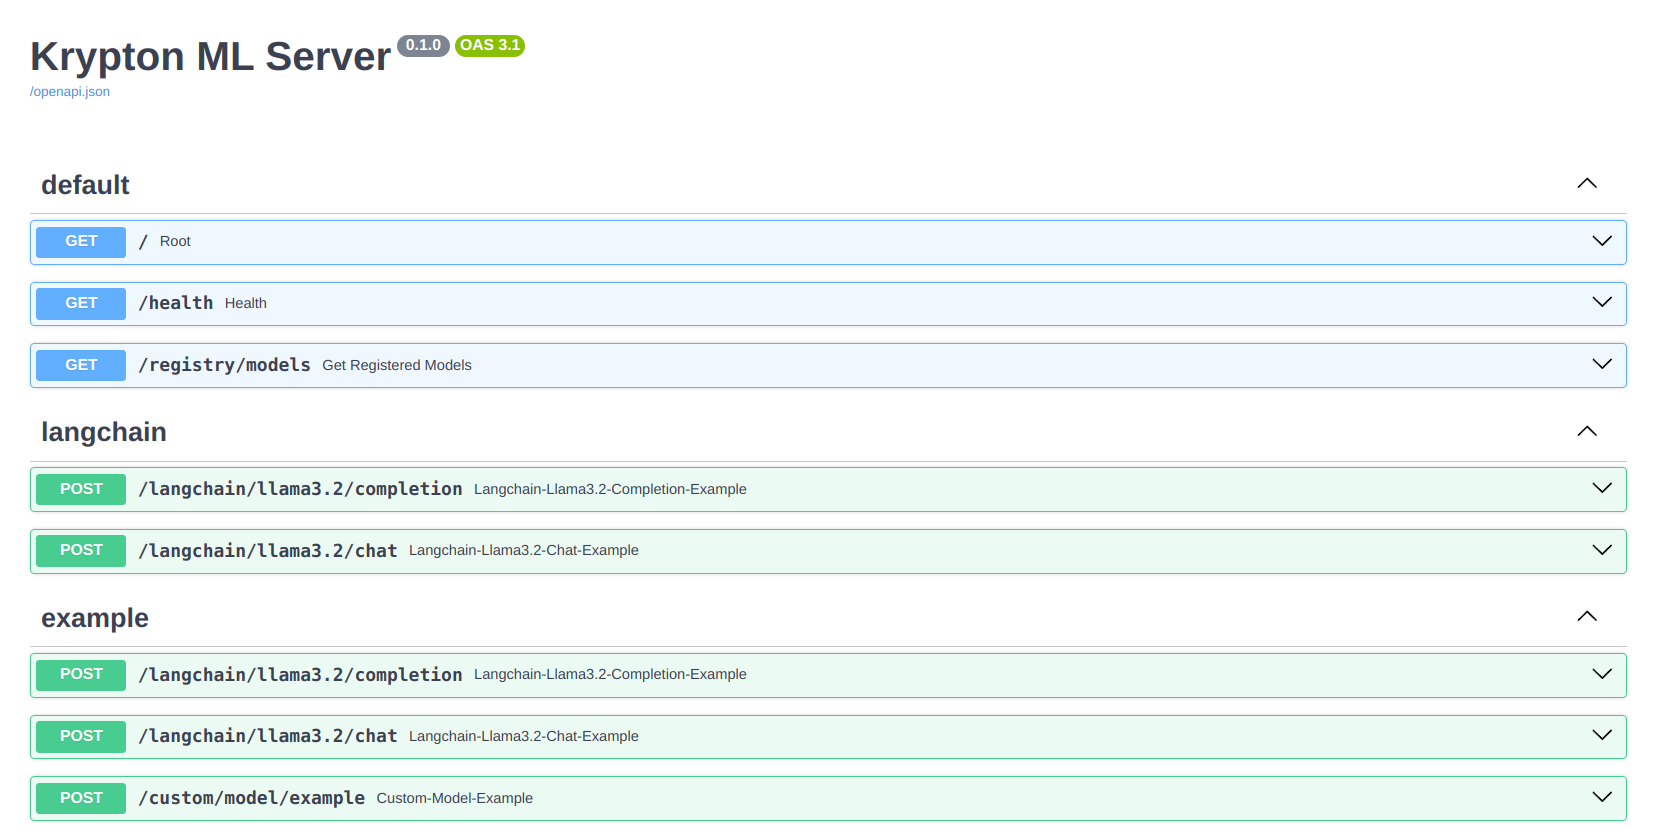 Krypton ML Server 0.1.0 OAS 3.1
/openapi.json
default
GET / Root
GET /health Health
GET /registry/models Get Registered Models
langchain
POST /langchain/llama3.2/completion Langchain-Llama3.2-Completion-Example
POST /langchain/llama3.2/chat Langchain-Llama3.2-Chat-Example
example
POST /langchain/llama3.2/completion Langchain-Llama3.2-Completion-Example
POST /langchain/llama3.2/chat Langchain-Llama3.2-Chat-Example
POST /custom/model/example Custom-Model-Example